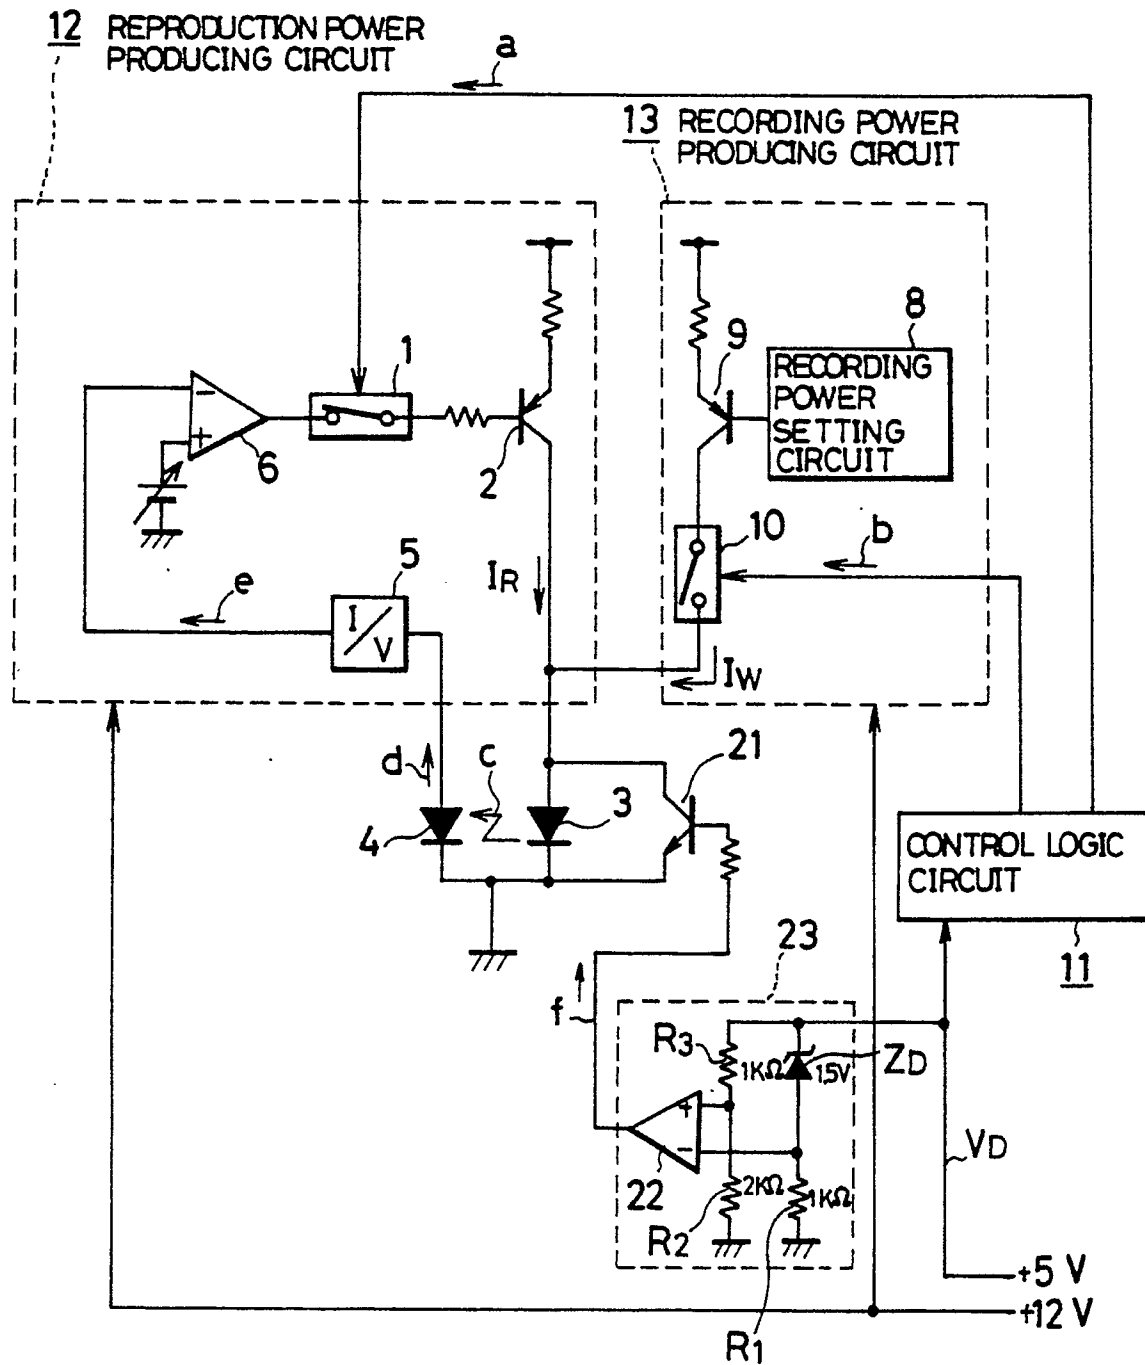 12 REPRODUCTION POWER
PRODUCING CIRCUIT
a
13 RECORDING POWER
PRODUCING CIRCUIT
1
9
8
RECORDING
POWER
SETTING
CIRCUIT
−
+
6
2
10
b
5
IR
e
I/V
IW
d
c
21
4
3
CONTROL LOGIC
CIRCUIT
11
23
f
R3
1KΩ
1.5V
ZD
+
−
VD
22
2KΩ
1KΩ
R2
+5 V
+12 V
R1